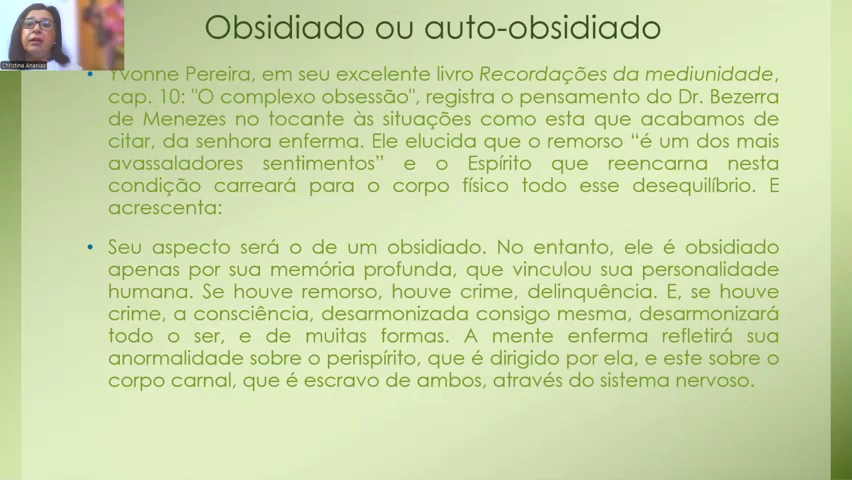 Obsidiado ou auto-obsidiado
Christina Ananias
• Yvonne Pereira, em seu excelente livro Recordações da mediunidade,
cap. 10: "O complexo obsessão", registra o pensamento do Dr. Bezerra
de Menezes no tocante às situações como esta que acabamos de
citar, da senhora enferma. Ele elucida que o remorso “é um dos mais
avassaladores sentimentos” e o Espírito que reencarna nesta
condição carreará para o corpo físico todo esse desequilíbrio. E
acrescenta:
• Seu aspecto será o de um obsidiado. No entanto, ele é obsidiado
apenas por sua memória profunda, que vinculou sua personalidade
humana. Se houve remorso, houve crime, delinquência. E, se houve
crime, a consciência, desarmonizada consigo mesma, desarmonizará
todo o ser, e de muitas formas. A mente enferma refletirá sua
anormalidade sobre o perispírito, que é dirigido por ela, e este sobre o
corpo carnal, que é escravo de ambos, através do sistema nervoso.